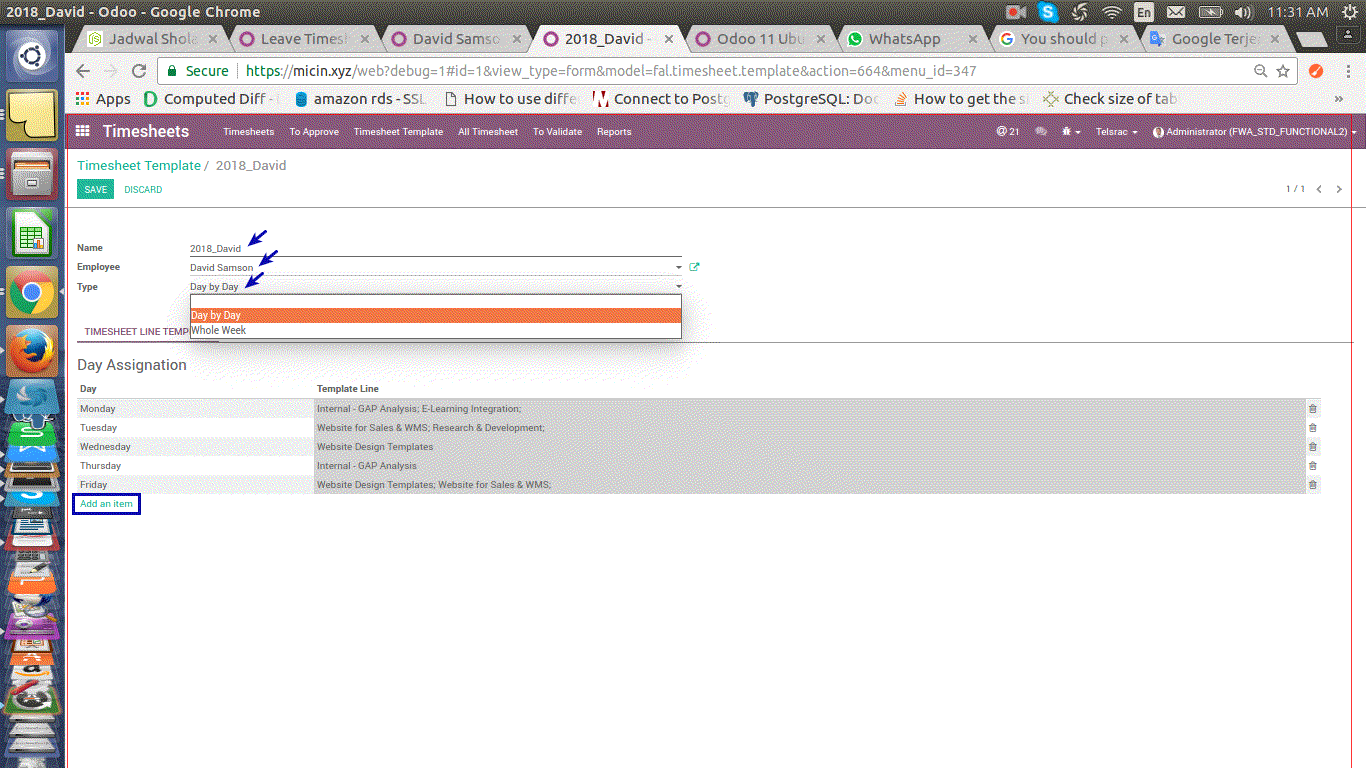 2018_David - Odoo - Google Chrome
En
11:31 AM
Jadwal Shola
Leave Timesh
David Samso
2018_David -
Odoo 11 Ubu
WhatsApp
You should p
Google Terje
Secure
https://micin.xyz/web?debug=1#id=1&view_type=form&model=fal.timesheet.template&action=664&menu_id=347
Apps
Computed Diff -
amazon rds - SSL
How to use diffe
Connect to Postg
PostgreSQL: Doc
How to get the s
Check size of tab
»
Timesheets
Timesheets
To Approve
Timesheet Template
All Timesheet
To Validate
Reports
@ 21
Telsrac
Administrator (FWA_STD_FUNCTIONAL2)
Timesheet Template / 2018_David
SAVE
DISCARD
1 / 1
Name
2018_David
Employee
David Samson
Type
Day by Day
Day by Day
Whole Week
TIMESHEET LINE TEMP
Day Assignation
Day
Template Line
Monday
Internal - GAP Analysis; E-Learning Integration;
Tuesday
Website for Sales & WMS; Research & Development;
Wednesday
Website Design Templates
Thursday
Internal - GAP Analysis
Friday
Website Design Templates; Website for Sales & WMS;
Add an item